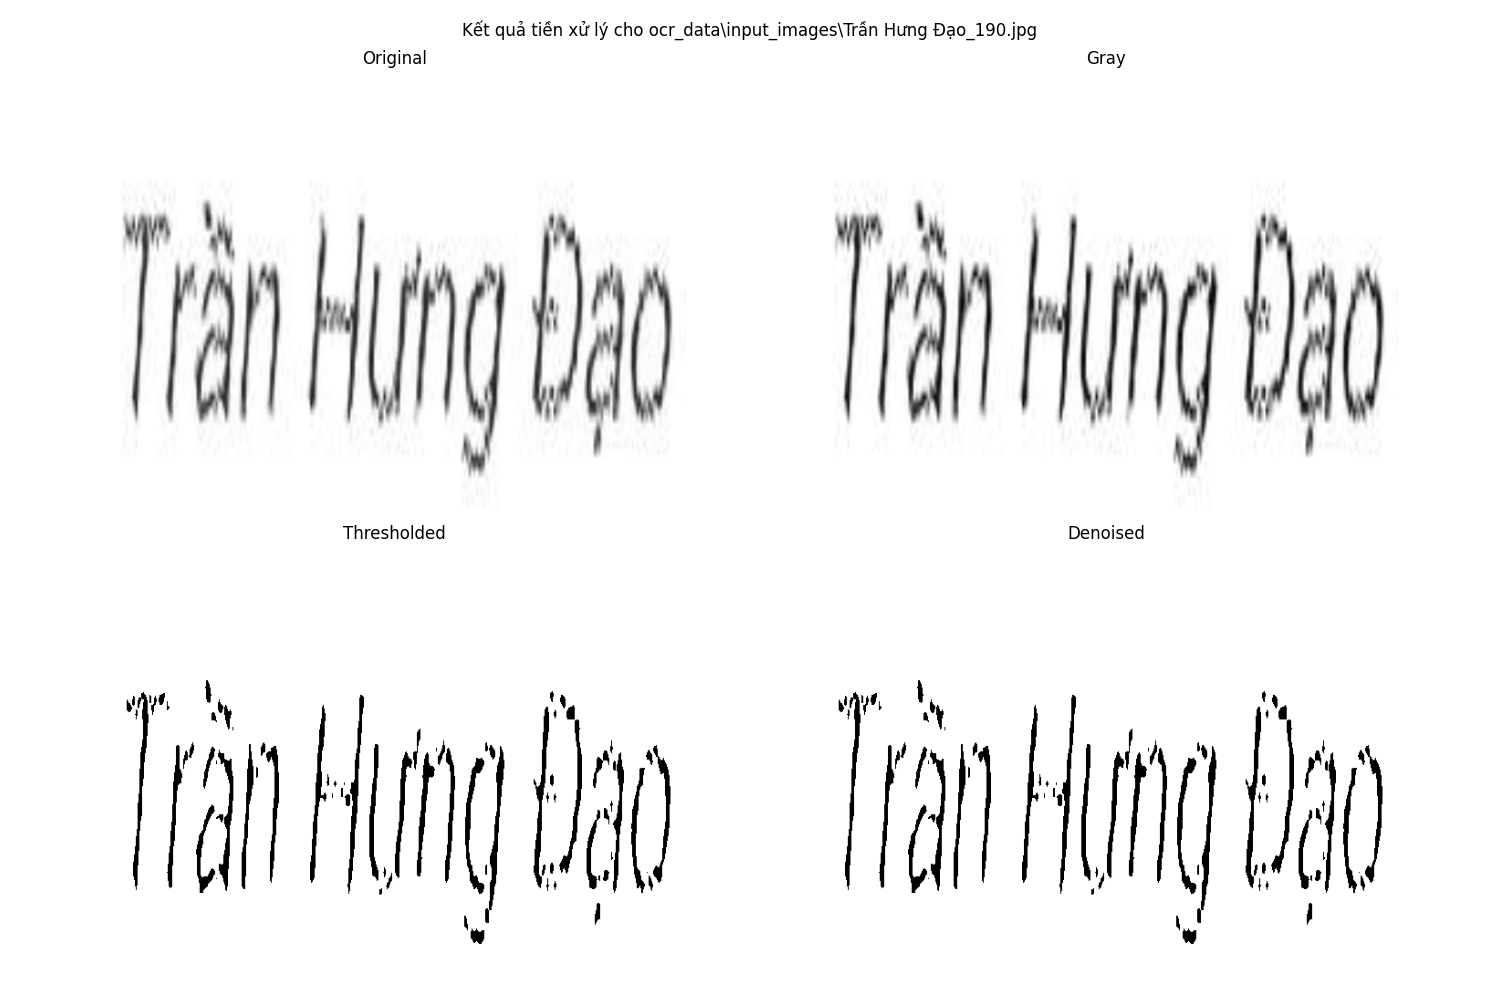 Kết quả tiền xử lý cho ocr_data\input_images\Trần Hưng Đạo_190.jpg
Original
Gray
Trần Hưng Đạo
Trần Hưng Đạo
Thresholded
Denoised
Trần Hưng Đạo
Trần Hưng Đạo